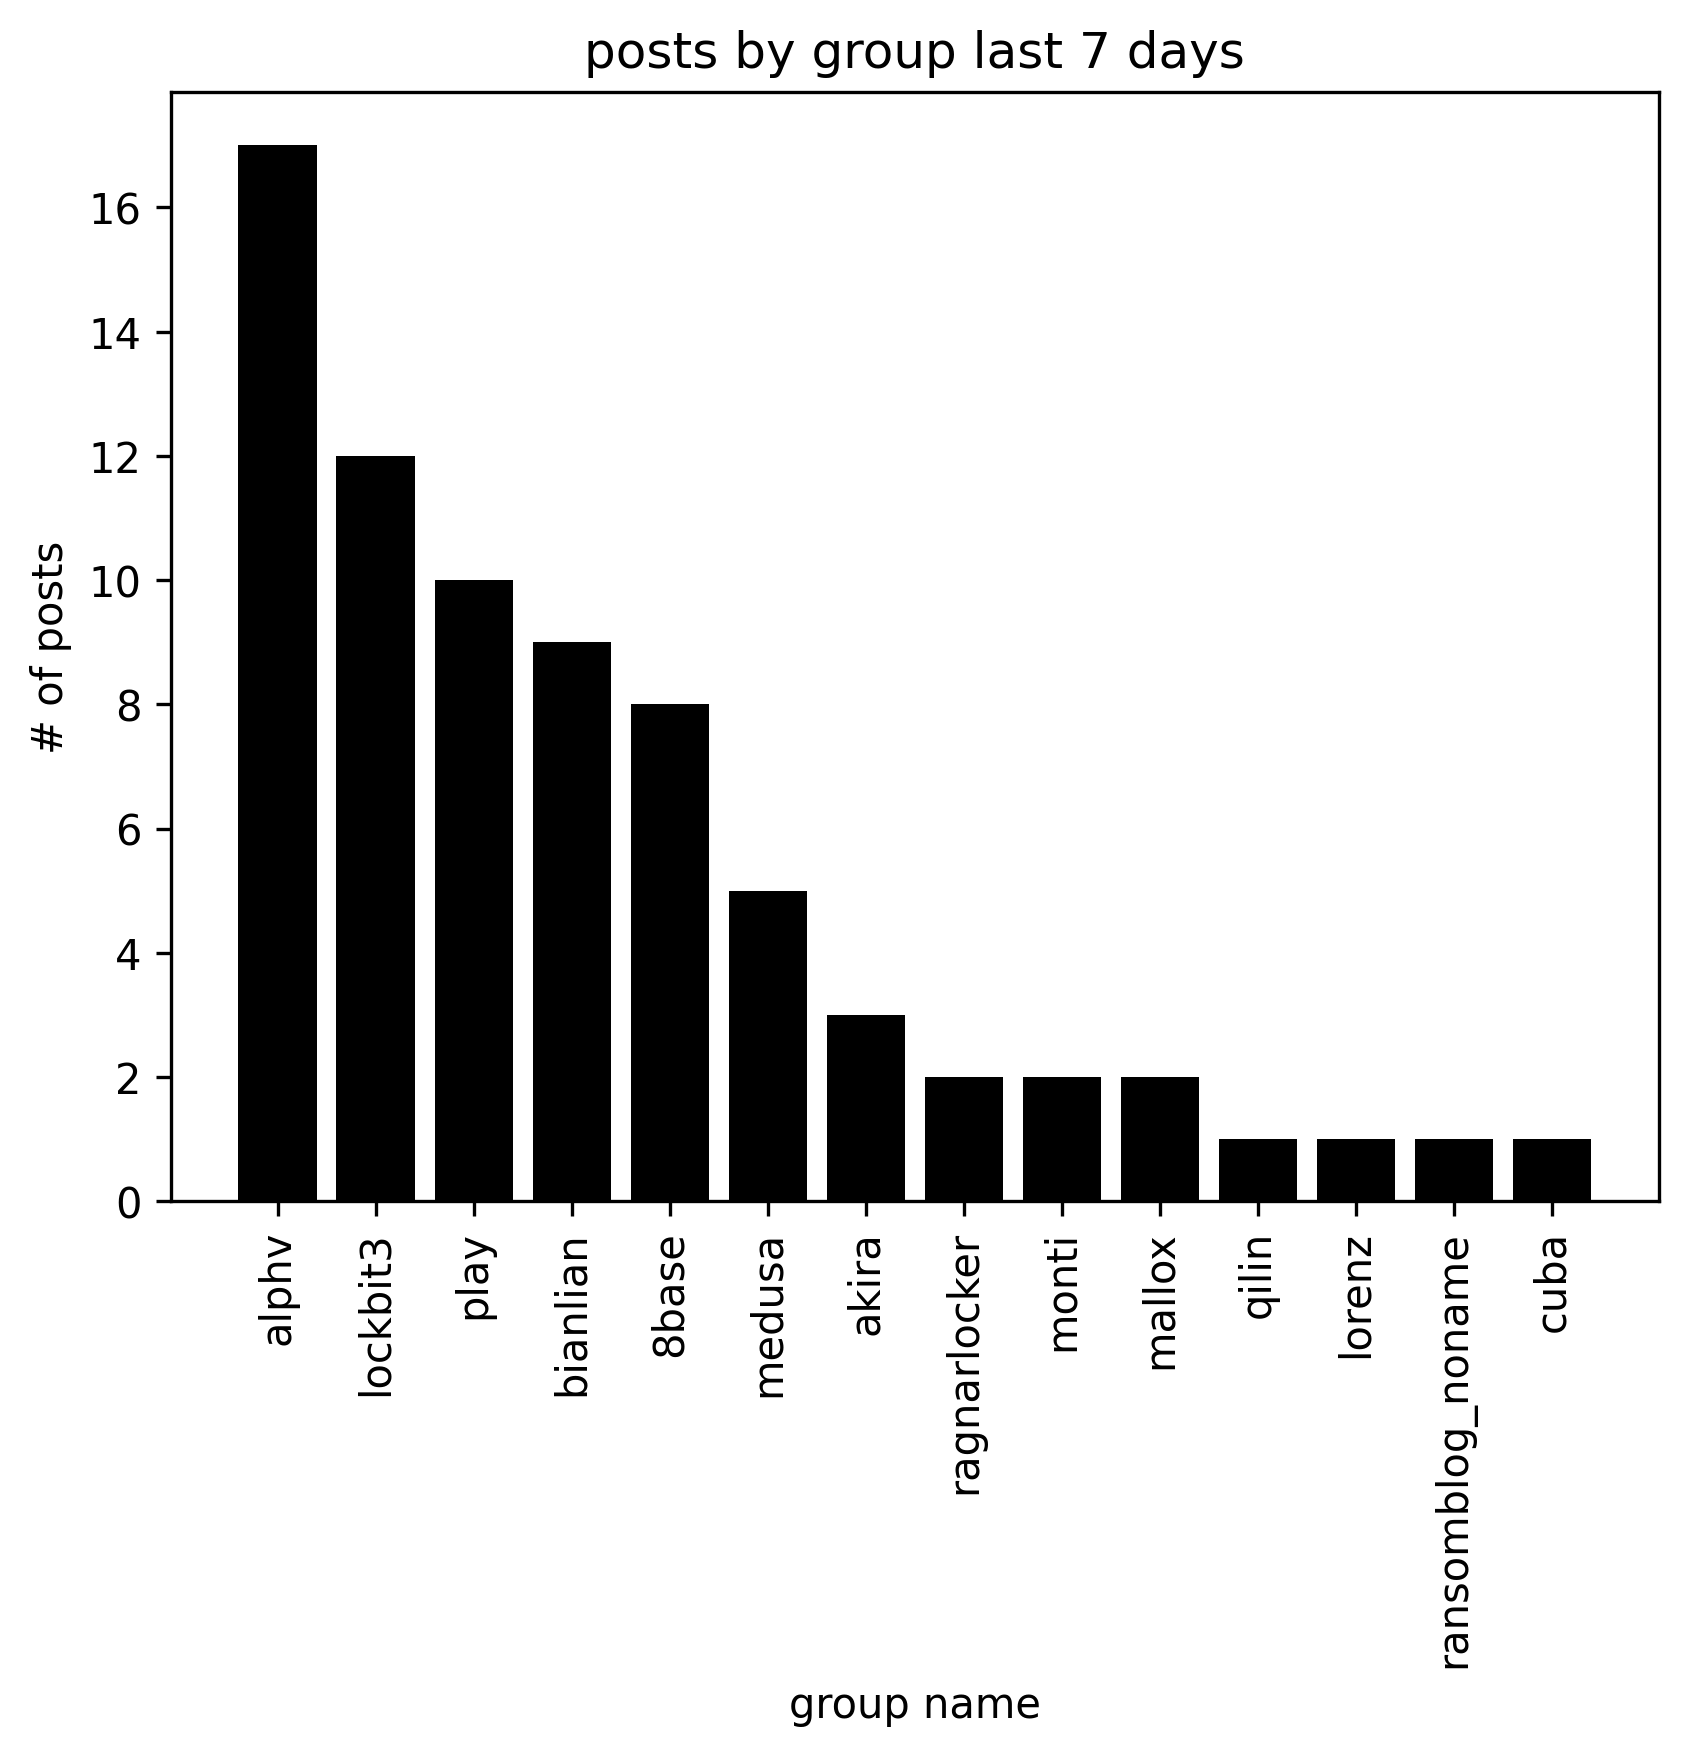 posts by group last 7 days
# of posts
16
14
12
10
8
6
4
2
0
alphv
lockbit3
play
bianlian
8base
medusa
akira
ragnarlocker
monti
mallox
qilin
lorenz
ransomblog_noname
cuba
group name